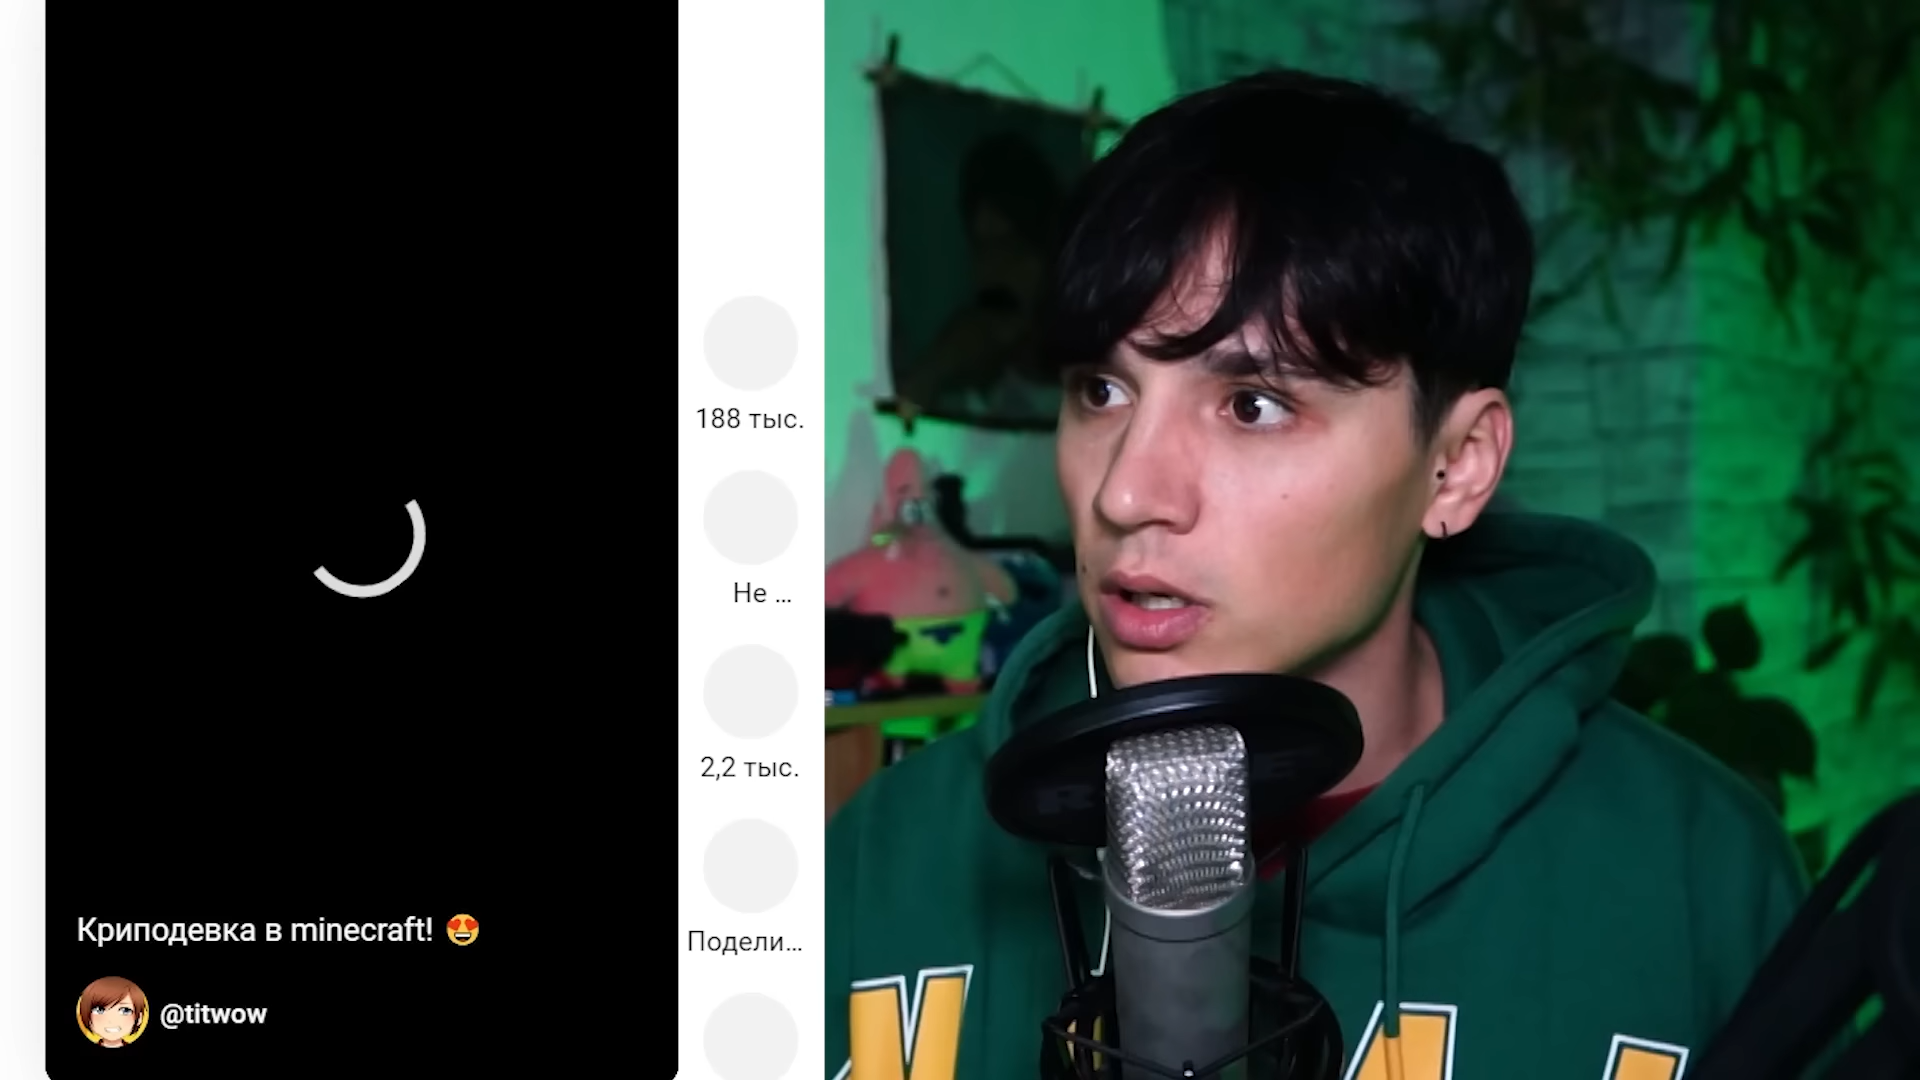 188 тыс.
Не ...
2,2 тыс.
Подели...
Криподевка в minecraft! 😍
@titwow